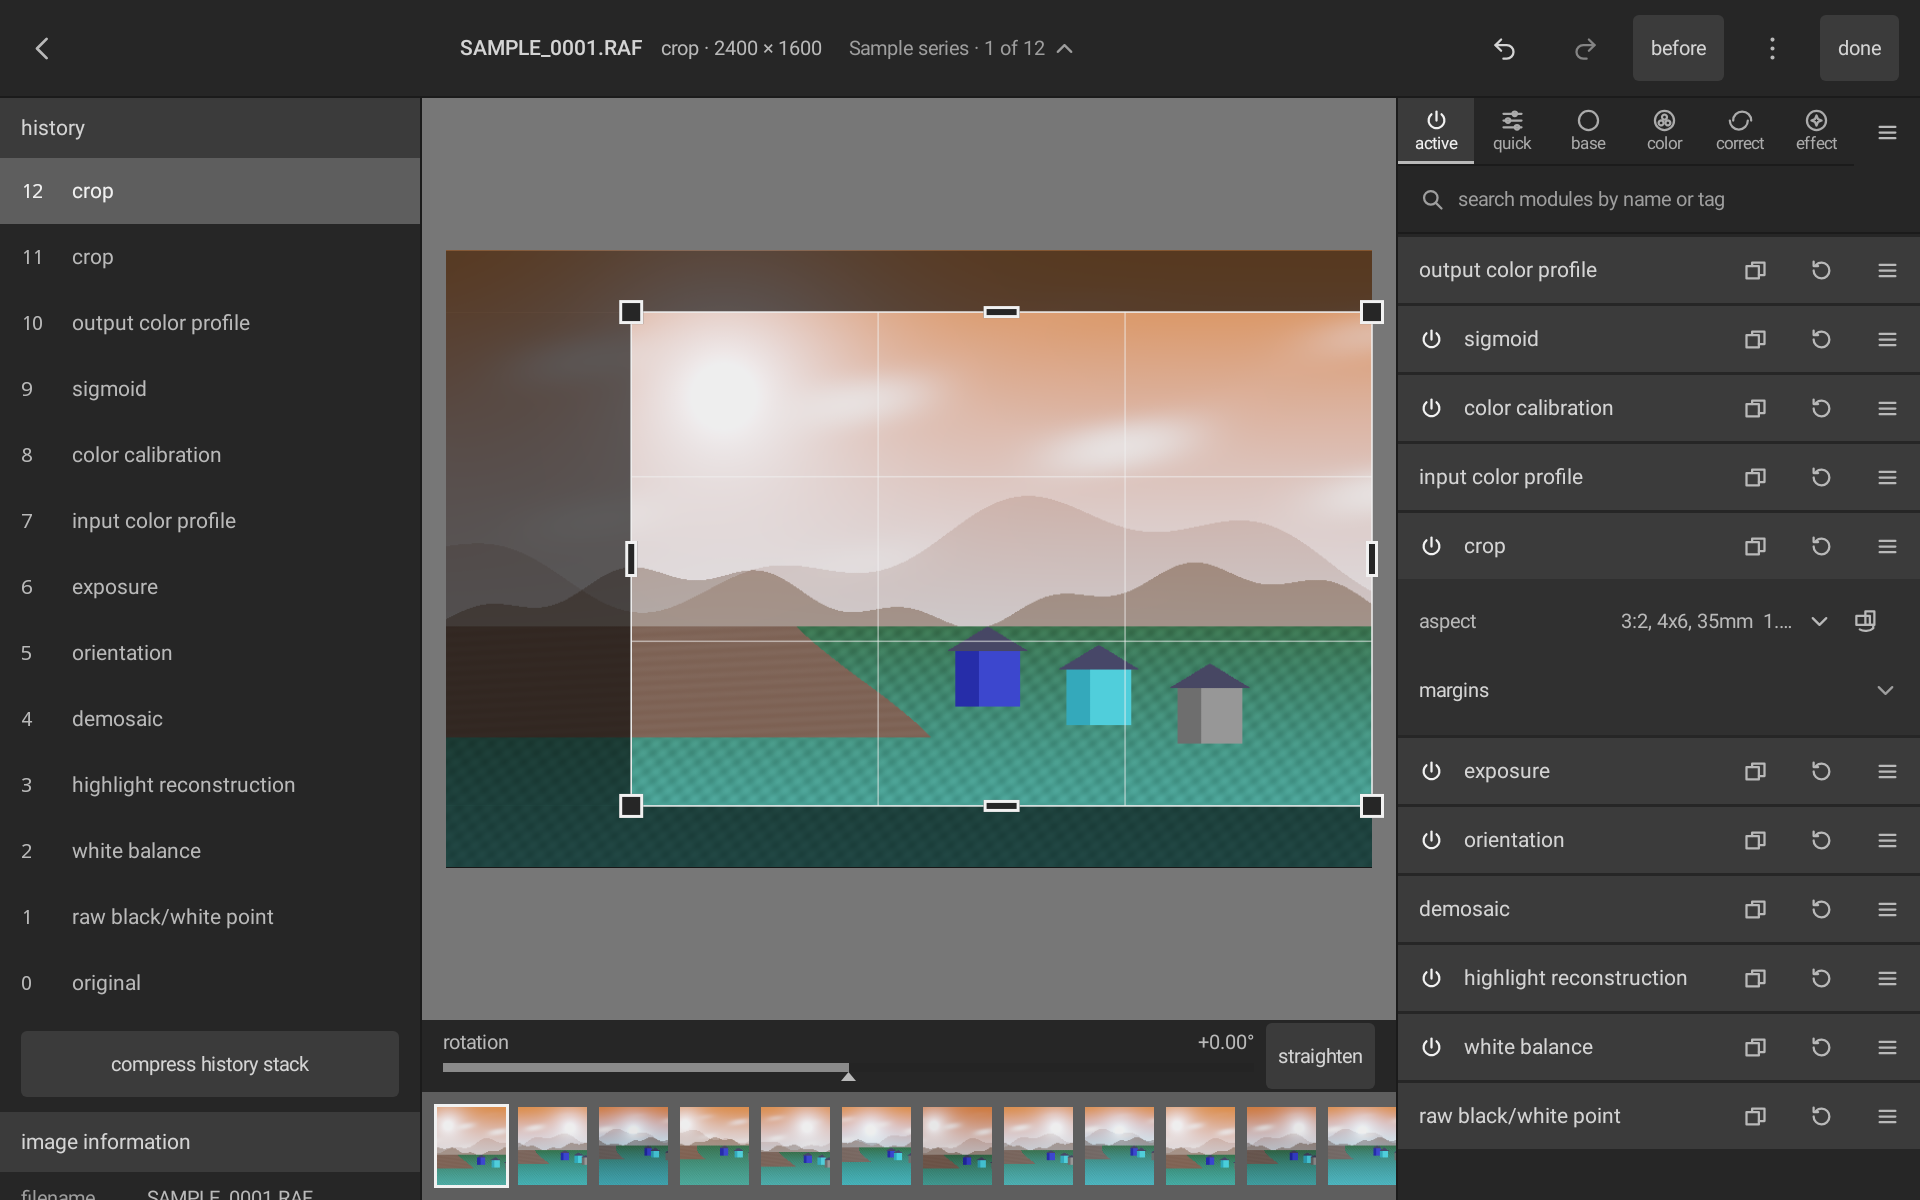 SAMPLE_0001.RAF crop · 2400 × 1600 Sample series · 1 of 12
before
done
history
12 crop
11 crop
10 output color profile
9 sigmoid
8 color calibration
7 input color profile
6 exposure
5 orientation
4 demosaic
3 highlight reconstruction
2 white balance
1 raw black/white point
0 original
compress history stack
image information
filename SAMPLE_0001.RAF
rotation +0.00°
straighten
active quick base color correct effect
search modules by name or tag
output color profile
sigmoid
color calibration
input color profile
crop
aspect 3:2, 4x6, 35mm 1....
margins
exposure
orientation
demosaic
highlight reconstruction
white balance
raw black/white point